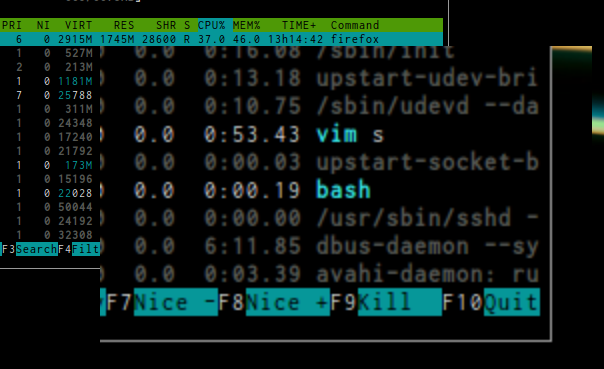 PRI NI VIRT RES SHR S CPU% MEM% TIME+ Command
6 0 2915M 1745M 28600 R 37.0 46.0 13h14:42 firefox
1 0 527M 0.0 0:16.08 /sbin/init
2 0 213M
1 0 1181M 0.0 0:13.18 upstart-udev-bri
7 0 25788
1 0 311M 0.0 0:10.75 /sbin/udevd --da
1 0 24348
1 0 17240 0.0 0:53.43 vim s
1 0 21792
1 0 173M 0.0 0:00.03 upstart-socket-b
1 0 15196
1 0 22028 0.0 0:00.19 bash
1 0 50044
1 0 24192 0.0 0:00.00 /usr/sbin/sshd -
1 0 32308 0.0 6:11.85 dbus-daemon --sy
F3Search F4Filt
0.0 0:03.39 avahi-daemon: ru
F7Nice - F8Nice + F9Kill F10Quit